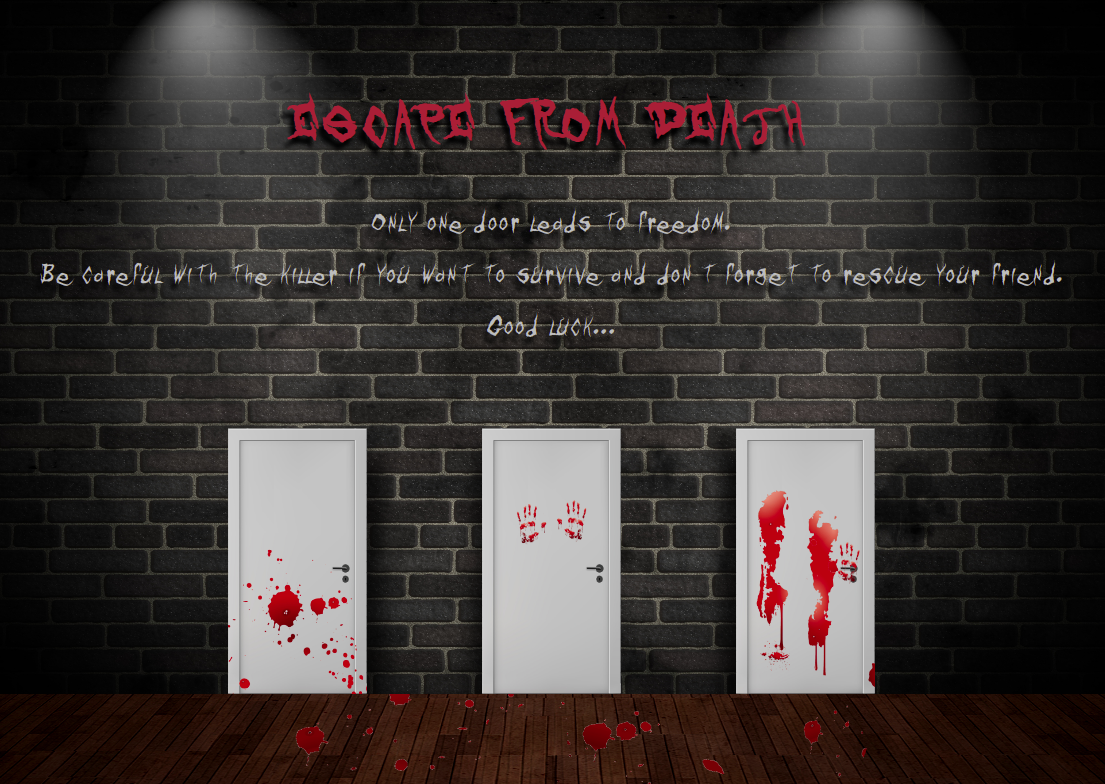 ESCAPE FROM DEATH
Only one door leads to freedom.
Be careful with the killer if you want to survive and don t forget to rescue your friend.
Good luck...